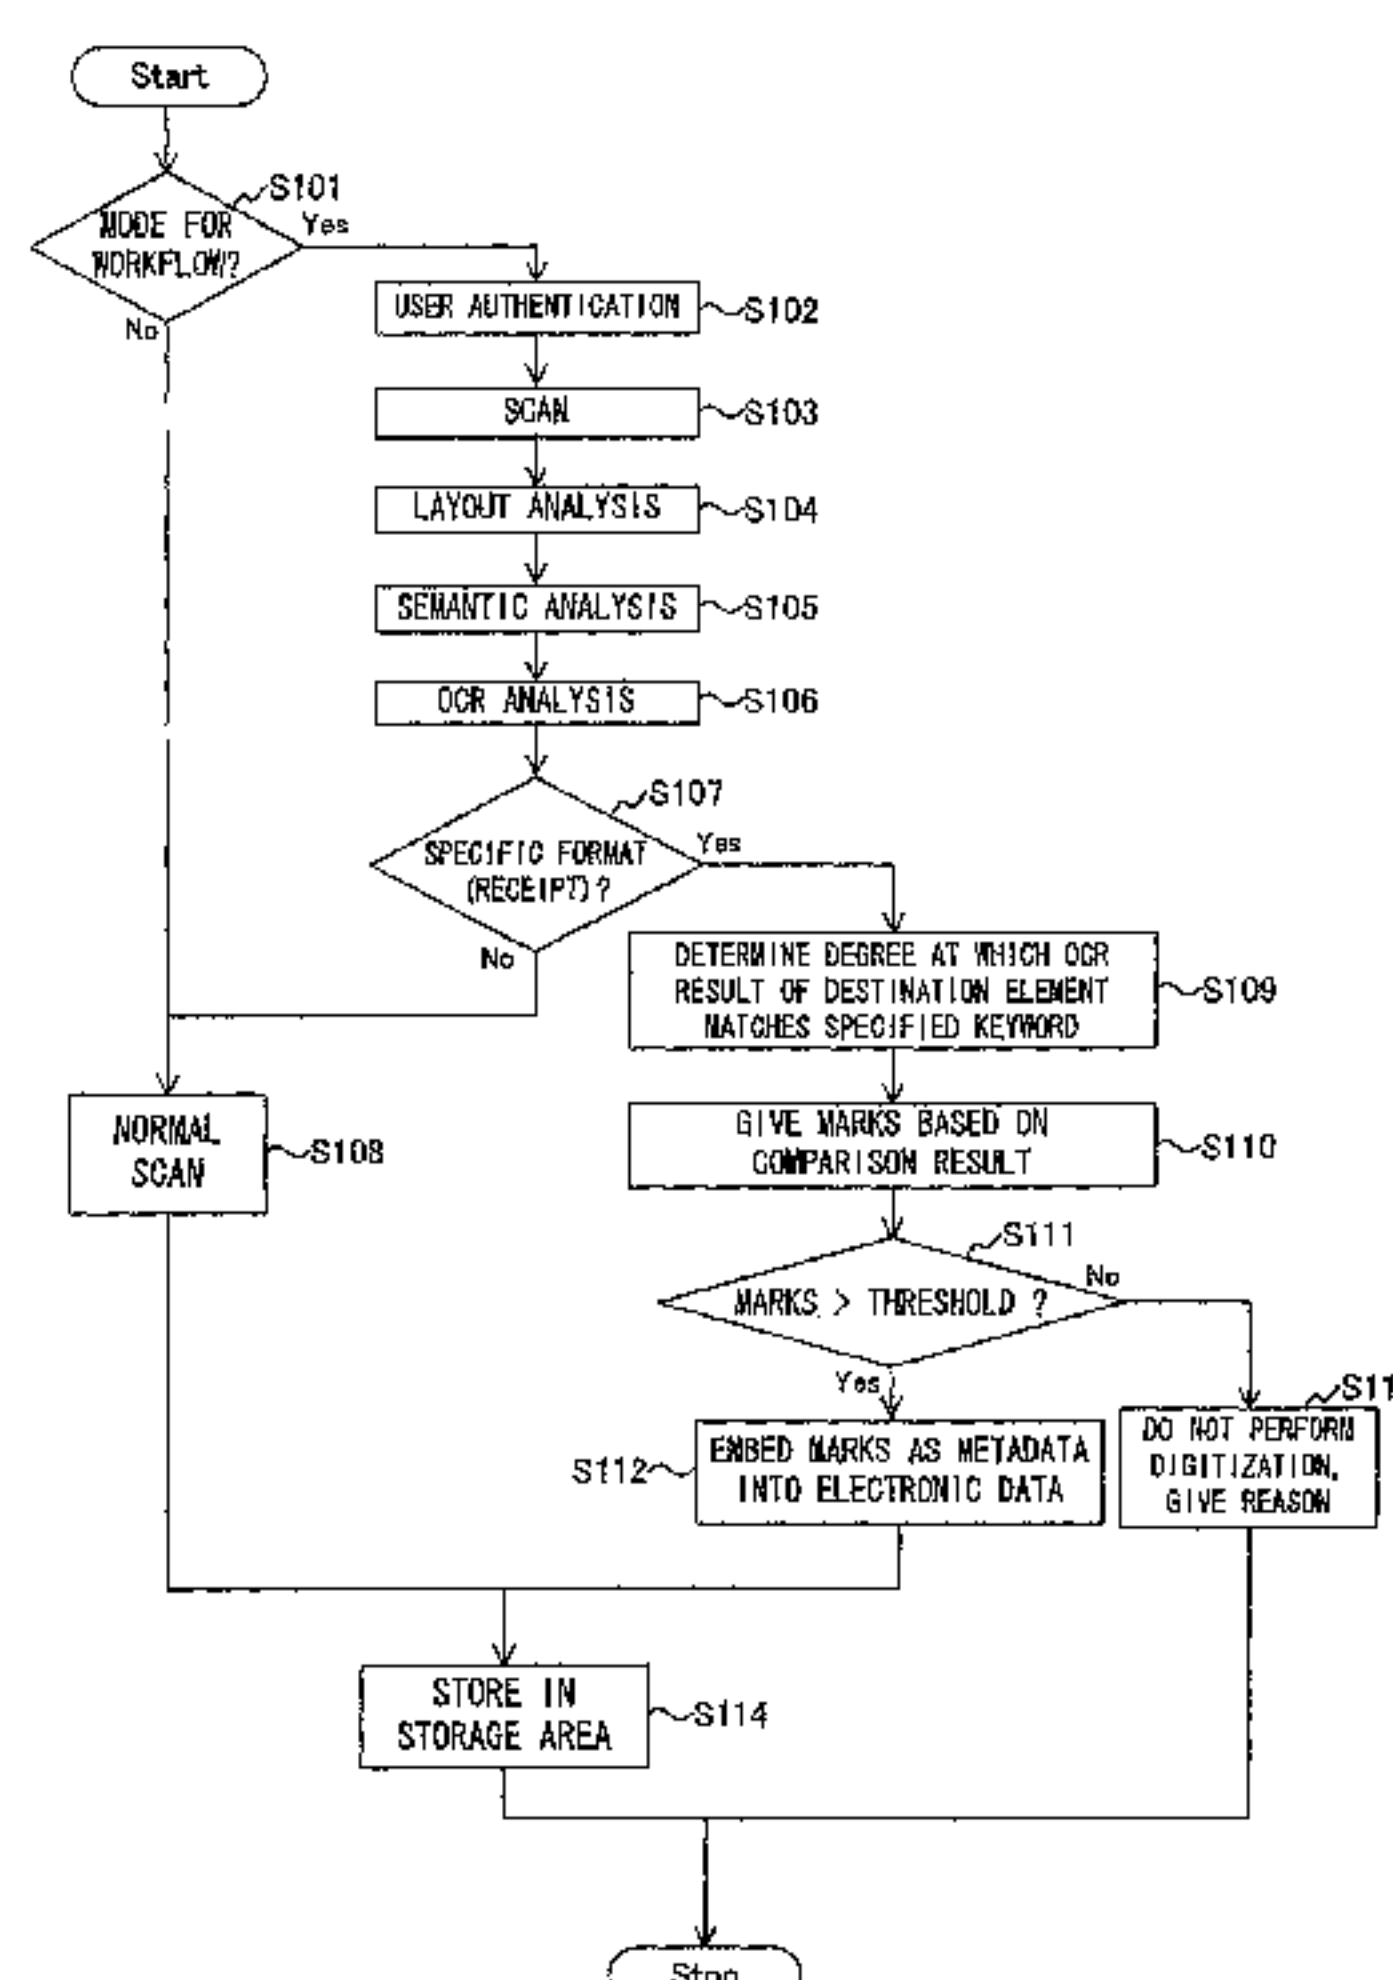 Start
S101
MODE FOR
WORKFLOW?
Yes
No
USER AUTHENTICATION
S102
SCAN
S103
LAYOUT ANALYSIS
S104
SEMANTIC ANALYSIS
S105
OCR ANALYSIS
S106
S107
SPECIFIC FORMAT
(RECEIPT)?
Yes
No
DETERMINE DEGREE AT WHICH OCR
RESULT OF DESTINATION ELEMENT
MATCHES SPECIFIED KEYWORD
S109
NORMAL
SCAN
S108
GIVE MARKS BASED ON
COMPARISON RESULT
S110
S111
MARKS > THRESHOLD ?
No
Yes
S11
EMBED MARKS AS METADATA
INTO ELECTRONIC DATA
S112
DO NOT PERFORM
DIGITIZATION,
GIVE REASON
STORE IN
STORAGE AREA
S114
Stop